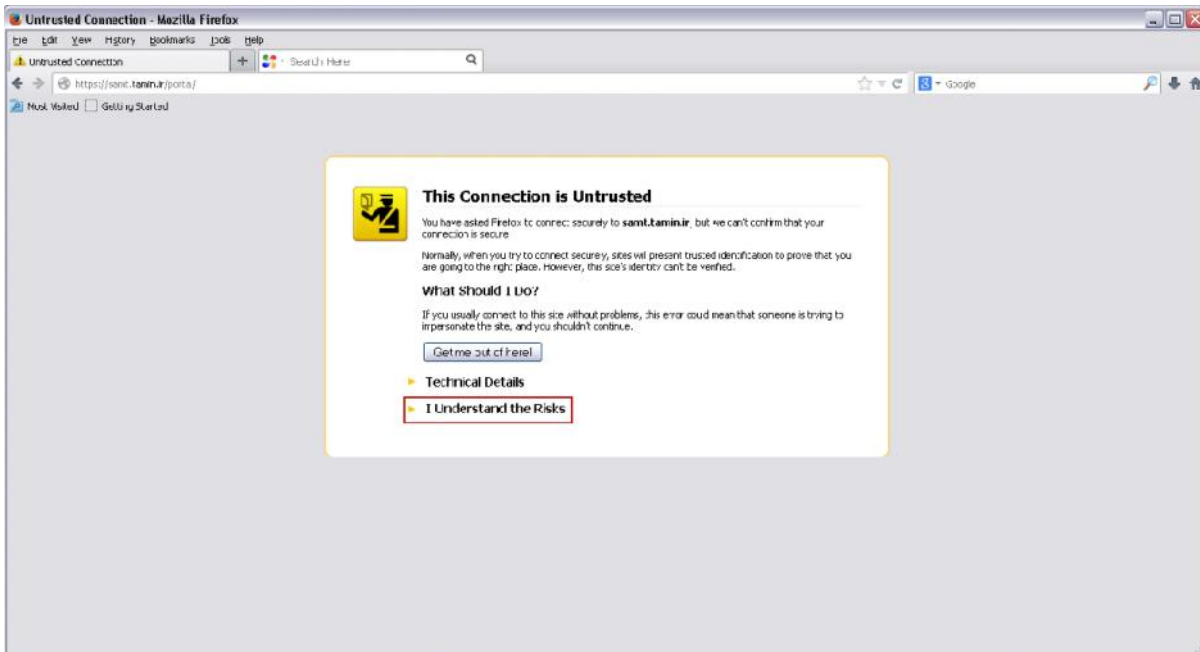 Untrusted Connection - Mozilla Firefox
File Edit View History Bookmarks Tools Help
Untrusted Connection + Search Here
https://samt.tamin.ir/portal/ Google
Most Visited Getting Started
This Connection is Untrusted
You have asked Firefox to connect securely to samt.tamin.ir, but we can't confirm that your
connection is secure.
Normally, when you try to connect securely, sites will present trusted identification to prove that you
are going to the right place. However, this site's identity can't be verified.
What Should I Do?
If you usually connect to this site without problems, this error could mean that someone is trying to
impersonate the site, and you shouldn't continue.
Get me out of here!
Technical Details
I Understand the Risks